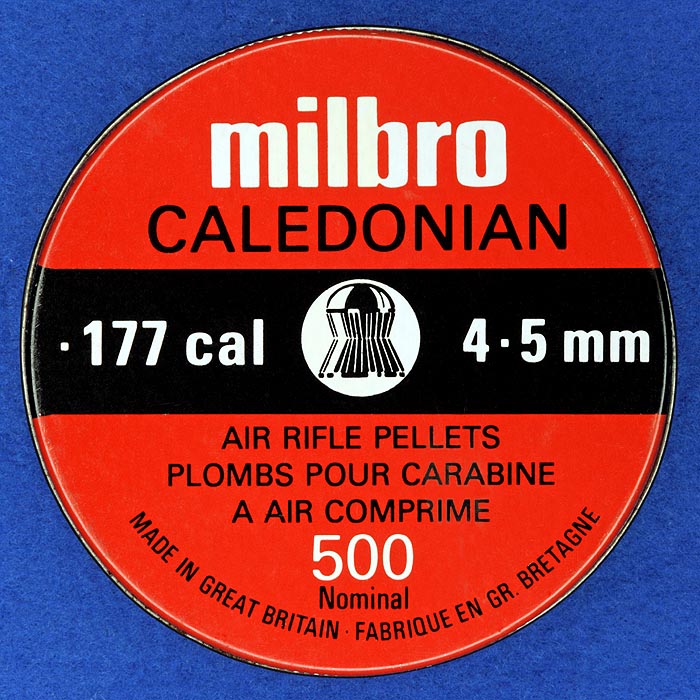 milbro
CALEDONIAN
·177 cal
4·5 mm
AIR RIFLE PELLETS
PLOMBS POUR CARABINE
A AIR COMPRIME
500
Nominal
MADE IN GREAT BRITAIN · FABRIQUE EN GR. BRETAGNE